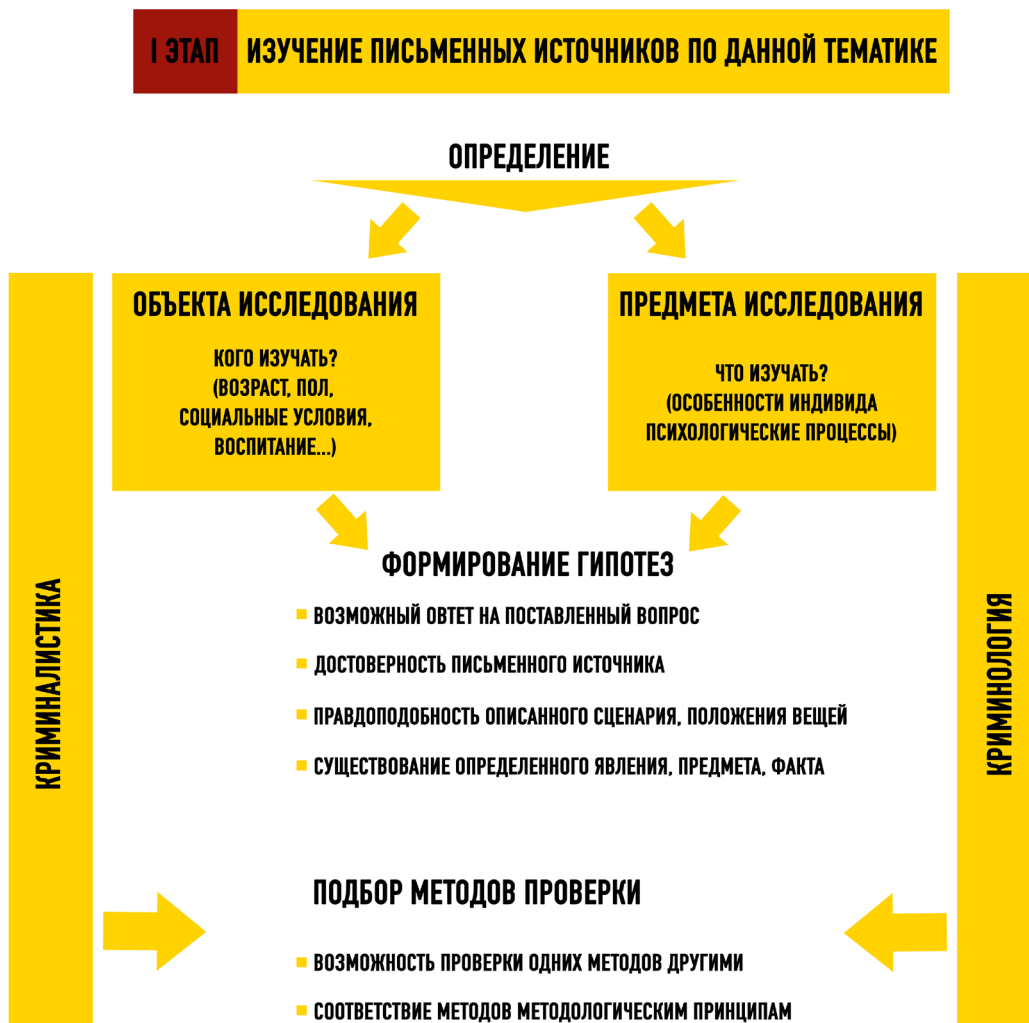 I ЭТАП ИЗУЧЕНИЕ ПИСЬМЕННЫХ ИСТОЧНИКОВ ПО ДАННОЙ ТЕМАТИКЕ
ОПРЕДЕЛЕНИЕ
ОБЪЕКТА ИССЛЕДОВАНИЯ
КОГО ИЗУЧАТЬ?
(ВОЗРАСТ, ПОЛ,
СОЦИАЛЬНЫЕ УСЛОВИЯ,
ВОСПИТАНИЕ...)
ПРЕДМЕТА ИССЛЕДОВАНИЯ
ЧТО ИЗУЧАТЬ?
(ОСОБЕННОСТИ ИНДИВИДА
ПСИХОЛОГИЧЕСКИЕ ПРОЦЕССЫ)
ФОРМИРОВАНИЕ ГИПОТЕЗ
ВОЗМОЖНЫЙ ОВТЕТ НА ПОСТАВЛЕННЫЙ ВОПРОС
ДОСТОВЕРНОСТЬ ПИСЬМЕННОГО ИСТОЧНИКА
ПРАВДОПОДОБНОСТЬ ОПИСАННОГО СЦЕНАРИЯ, ПОЛОЖЕНИЯ ВЕЩЕЙ
СУЩЕСТВОВАНИЕ ОПРЕДЕЛЕННОГО ЯВЛЕНИЯ, ПРЕДМЕТА, ФАКТА
КРИМИНАЛИСТИКА
КРИМИНОЛОГИЯ
ПОДБОР МЕТОДОВ ПРОВЕРКИ
ВОЗМОЖНОСТЬ ПРОВЕРКИ ОДНИХ МЕТОДОВ ДРУГИМИ
СООТВЕТСТВИЕ МЕТОДОВ МЕТОДОЛОГИЧЕСКИМ ПРИНЦИПАМ